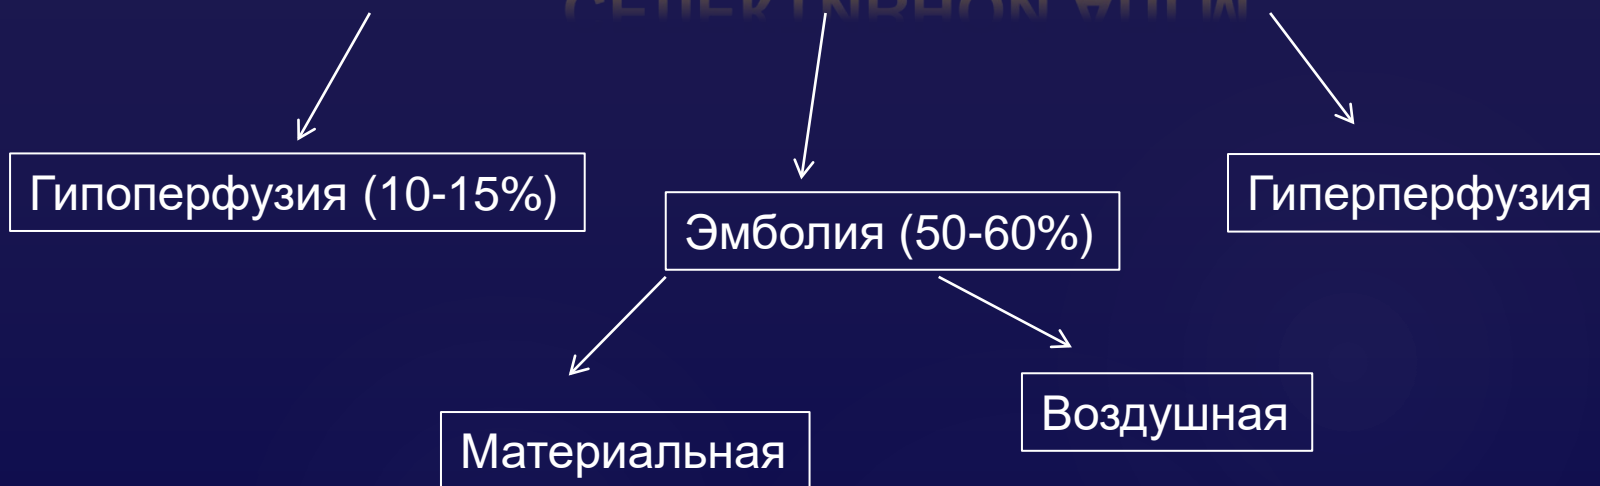 Гипоперфузия (10-15%)
Эмболия (50-60%)
Гиперперфузия
Материальная
Воздушная